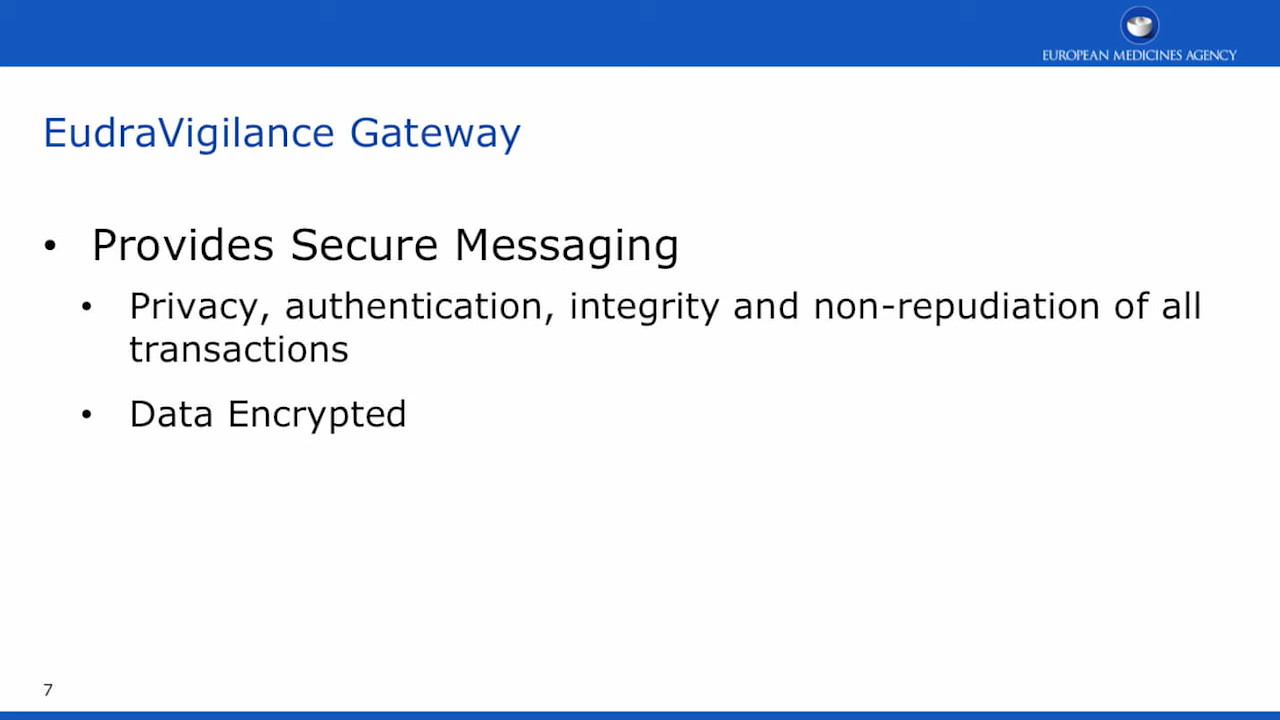 EUROPEAN MEDICINES AGENCY
EudraVigilance Gateway
• Provides Secure Messaging
• Privacy, authentication, integrity and non-repudiation of all
transactions
• Data Encrypted
7